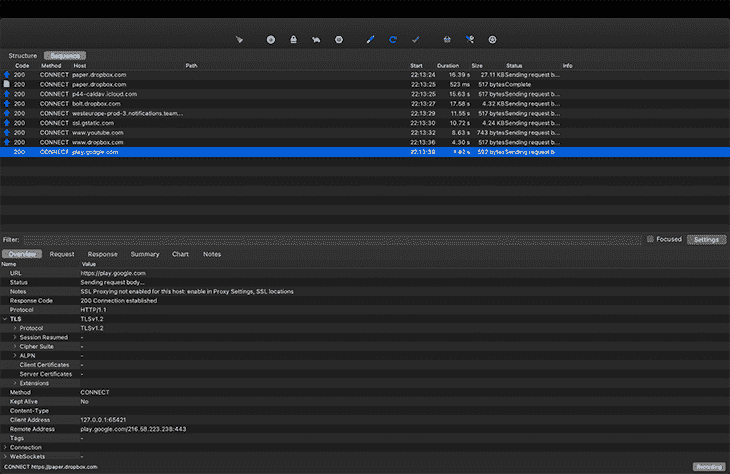 Structure Sequence
Code Method Host Path Start Duration Size Status Info
200 CONNECT paper.dropbox.com 22:13:24 16.39 s 27.11 KB Sending request b...
200 CONNECT paper.dropbox.com 22:13:25 523 ms 517 bytes Complete
200 CONNECT p44-caldav.icloud.com 22:13:25 15.63 s 517 bytes Sending request b...
200 CONNECT bolt.dropbox.com 22:13:27 17.58 s 4.32 KB Sending request b...
200 CONNECT westeurope-prod-3.notifications.team... 22:13:29 11.55 s 517 bytes Sending request b...
200 CONNECT ssl.gstatic.com 22:13:30 10.72 s 4.24 KB Sending request b...
200 CONNECT www.youtube.com 22:13:32 8.63 s 743 bytes Sending request b...
200 CONNECT www.dropbox.com 22:13:36 4.30 s 517 bytes Sending request b...
200 CONNECT play.google.com 22:13:39 bytes Sending request b
Filter: Focused Settings
Overview Request Response Summary Chart Notes
Name Value
URL https://play.google.com
Status Sending request body...
Notes SSL Proxying not enabled for this host: enable in Proxy Settings, SSL locations
Response Code 200 Connection established
Protocol HTTP/1.1
TLS TLSv1.2
Protocol TLSv1.2
Session Resumed -
Cipher Suite -
ALPN -
Client Certificates -
Server Certificates -
Extensions
Method CONNECT
Kept Alive No
Content-Type
Client Address 127.0.0.1:65421
Remote Address play.google.com/216.58.223.238:443
Tags -
Connection
WebSockets -
CONNECT https://paper.dropbox.com Recording